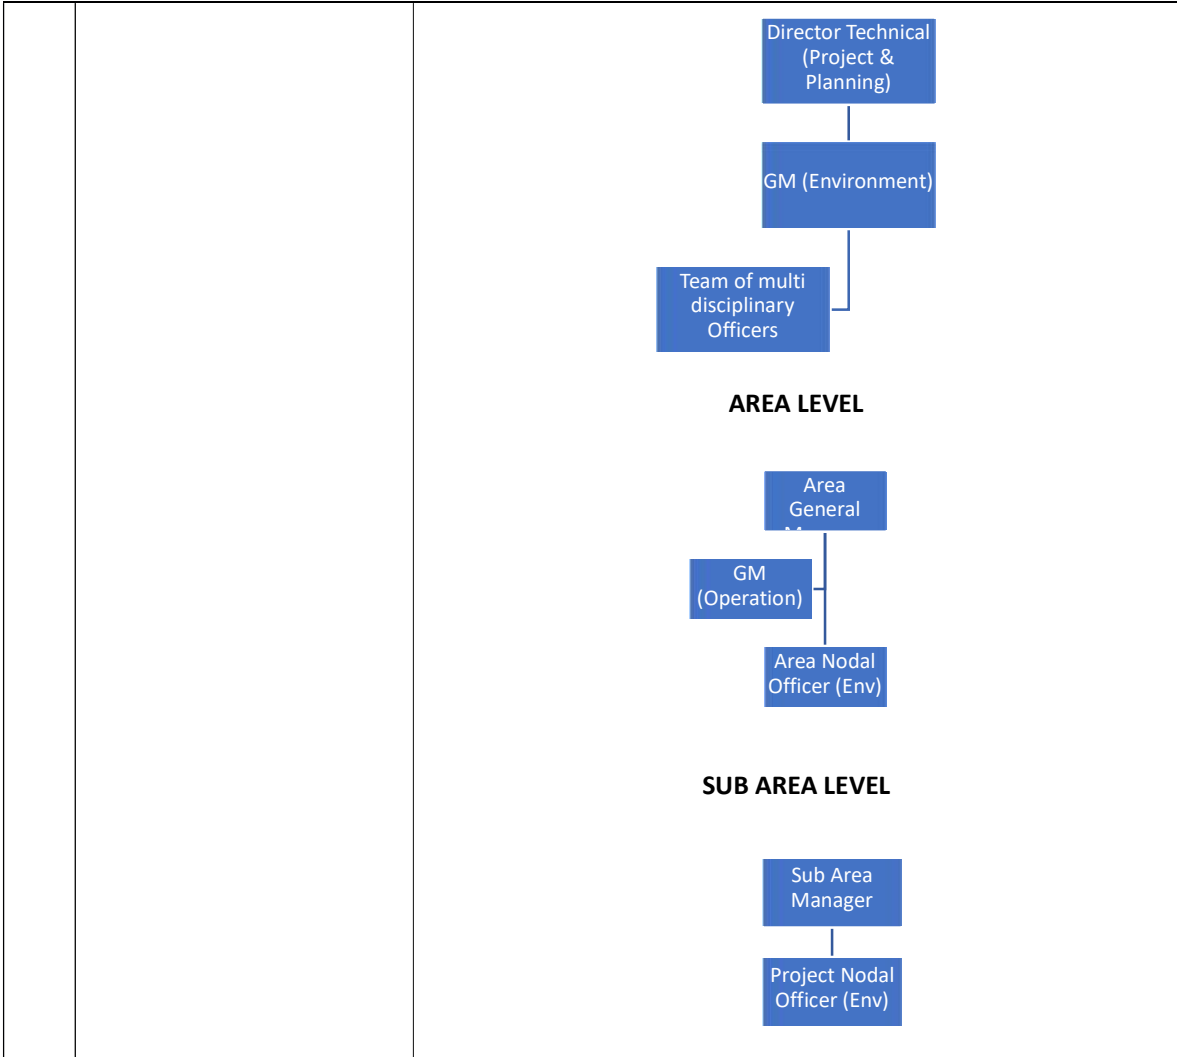 Director Technical
(Project &
Planning)
GM (Environment)
Team of multi
disciplinary
Officers
AREA LEVEL
Area
General
GM
(Operation)
Area Nodal
Officer (Env)
SUB AREA LEVEL
Sub Area
Manager
Project Nodal
Officer (Env)